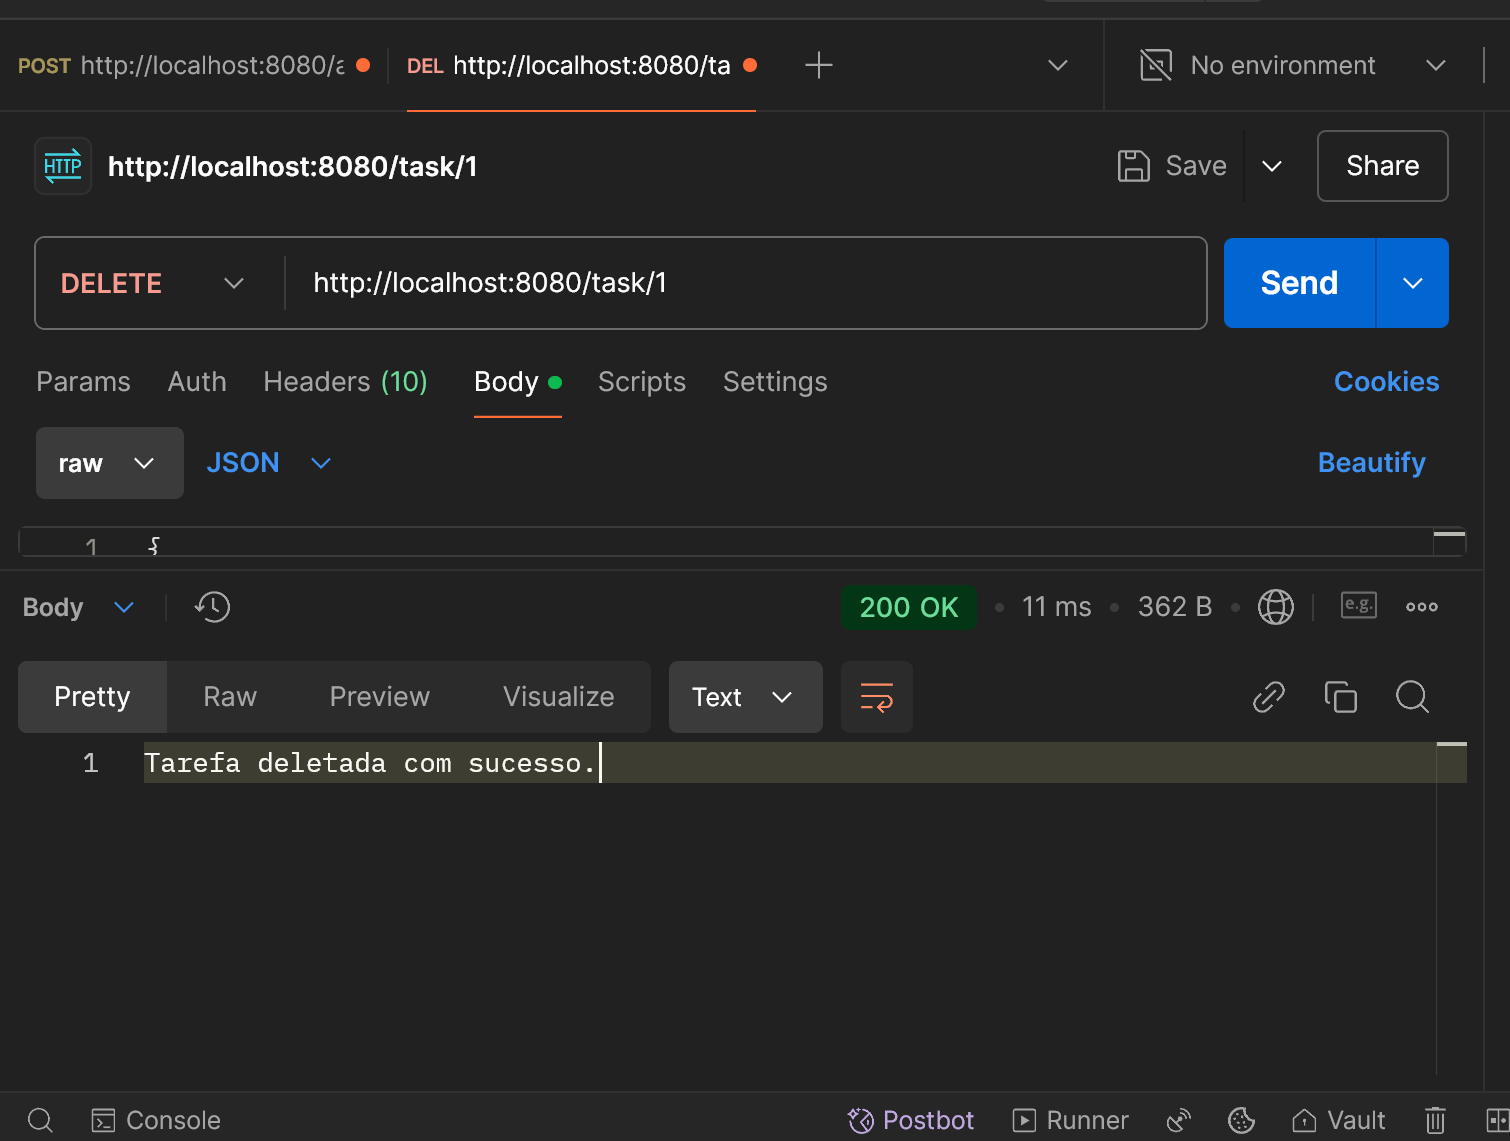 POST http://localhost:8080/a DEL http://localhost:8080/ta No environment
HTTP http://localhost:8080/task/1 Save Share
DELETE http://localhost:8080/task/1 Send
Params Auth Headers (10) Body Scripts Settings Cookies
raw JSON Beautify
1 {
Body 200 OK 11 ms 362 B e.g.
Pretty Raw Preview Visualize Text
1 Tarefa deletada com sucesso.
Console Postbot Runner Vault